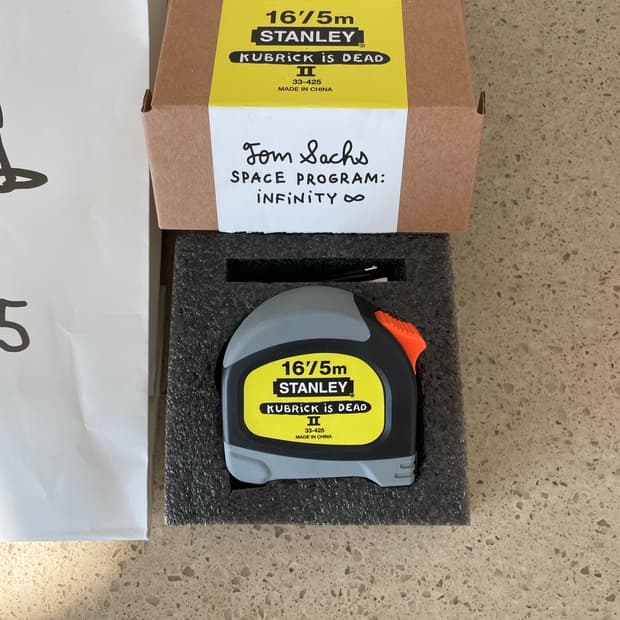 16'/5m
STANLEY®
KUBRICK iS DEAD
II
33-425
MADE IN CHINA
Tom Sachs
SPACE PROGRAM:
iNFiNiTY ∞
5
16'/5m
STANLEY
KUBRICK iS DEAD
II
33-425
MADE IN CHINA